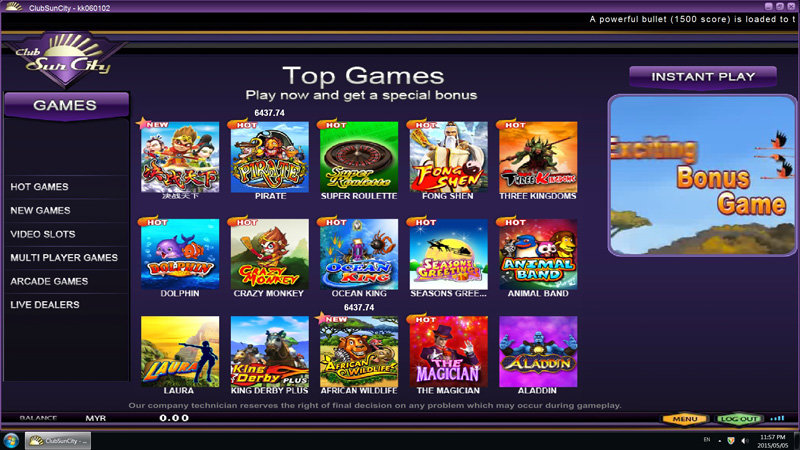 ClubSunCity - kk060102
A powerful bullet (1500 score) is loaded to t
Club
Sun City
GAMES
HOT GAMES
NEW GAMES
VIDEO SLOTS
MULTI PLAYER GAMES
ARCADE GAMES
LIVE DEALERS
Top Games
Play now and get a special bonus
INSTANT PLAY
Exciting
Bonus
Game
6437.74
NEW
HOT
HOT
HOT
HOT
决战天下
PIRATE
Super
Roulette
FONG
SHEN
THREE KINGDOMS
决战天下
PIRATE
SUPER ROULETTE
FONG SHEN
THREE KINGDOMS
HOT
HOT
HOT
HOT
HOT
DOLPHIN
CRAZY
MONKEY
OCEAN
KING
SEASONS
GREETING
ANIMAL
BAND
DOLPHIN
CRAZY MONKEY
OCEAN KING
SEASONS GREE...
ANIMAL BAND
6437.74
NEW
HOT
LAURA
King
Derby PLUS
AFRICAN
WILDLIFE
THE
MAGICIAN
ALADDIN
LAURA
KING DERBY PLUS
AFRICAN WILDLIFE
THE MAGICIAN
ALADDIN
Our company technician reserves the right of final decision on any problem which may occur during gameplay.
BALANCE MYR 0.00
MENU
LOG OUT
ClubSunCity - ...
EN
11:57 PM
2015/05/05